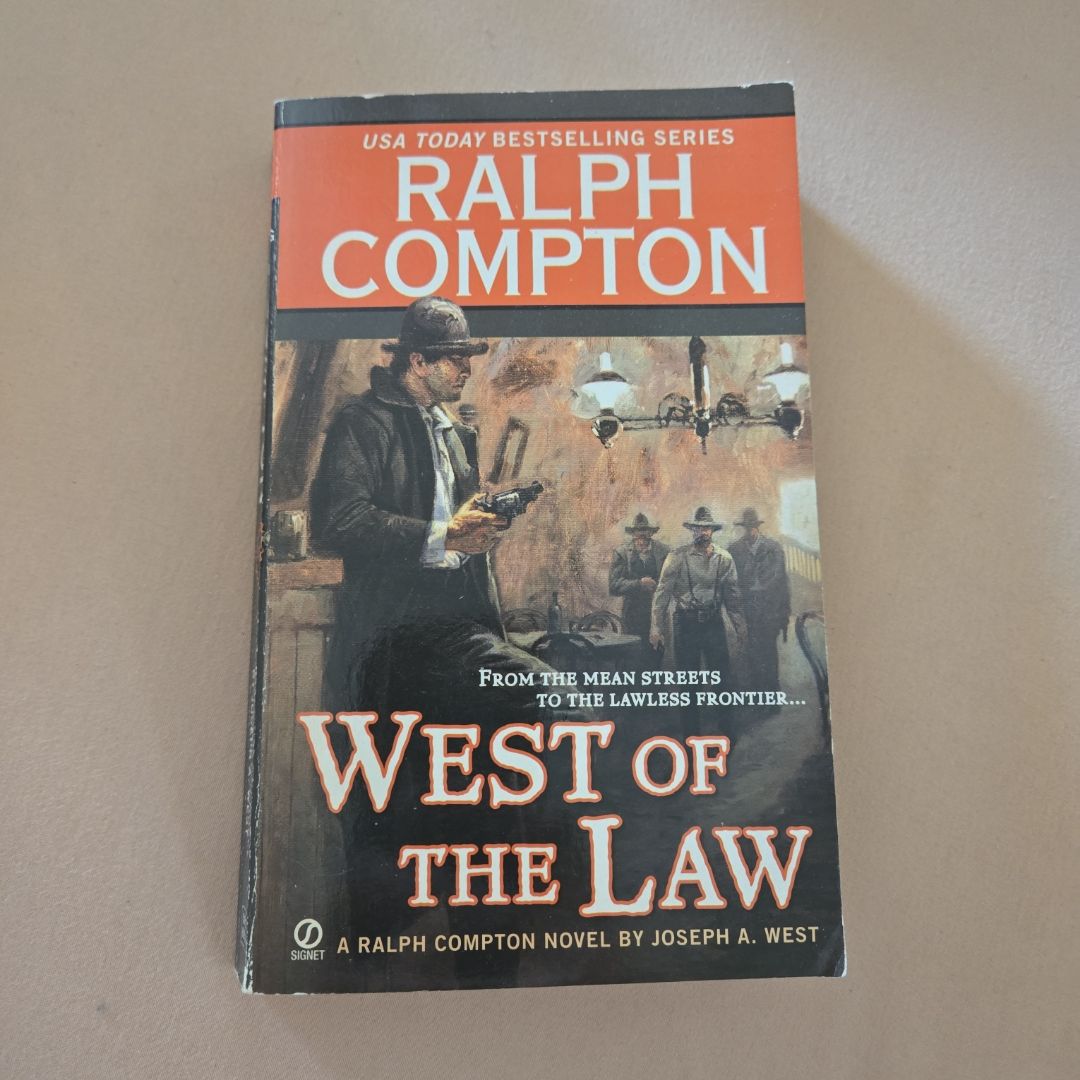 USA TODAY BESTSELLING SERIES
RALPH
COMPTON
FROM THE MEAN STREETS
TO THE LAWLESS FRONTIER...
WEST OF
THE LAW
SIGNET
A RALPH COMPTON NOVEL BY JOSEPH A. WEST